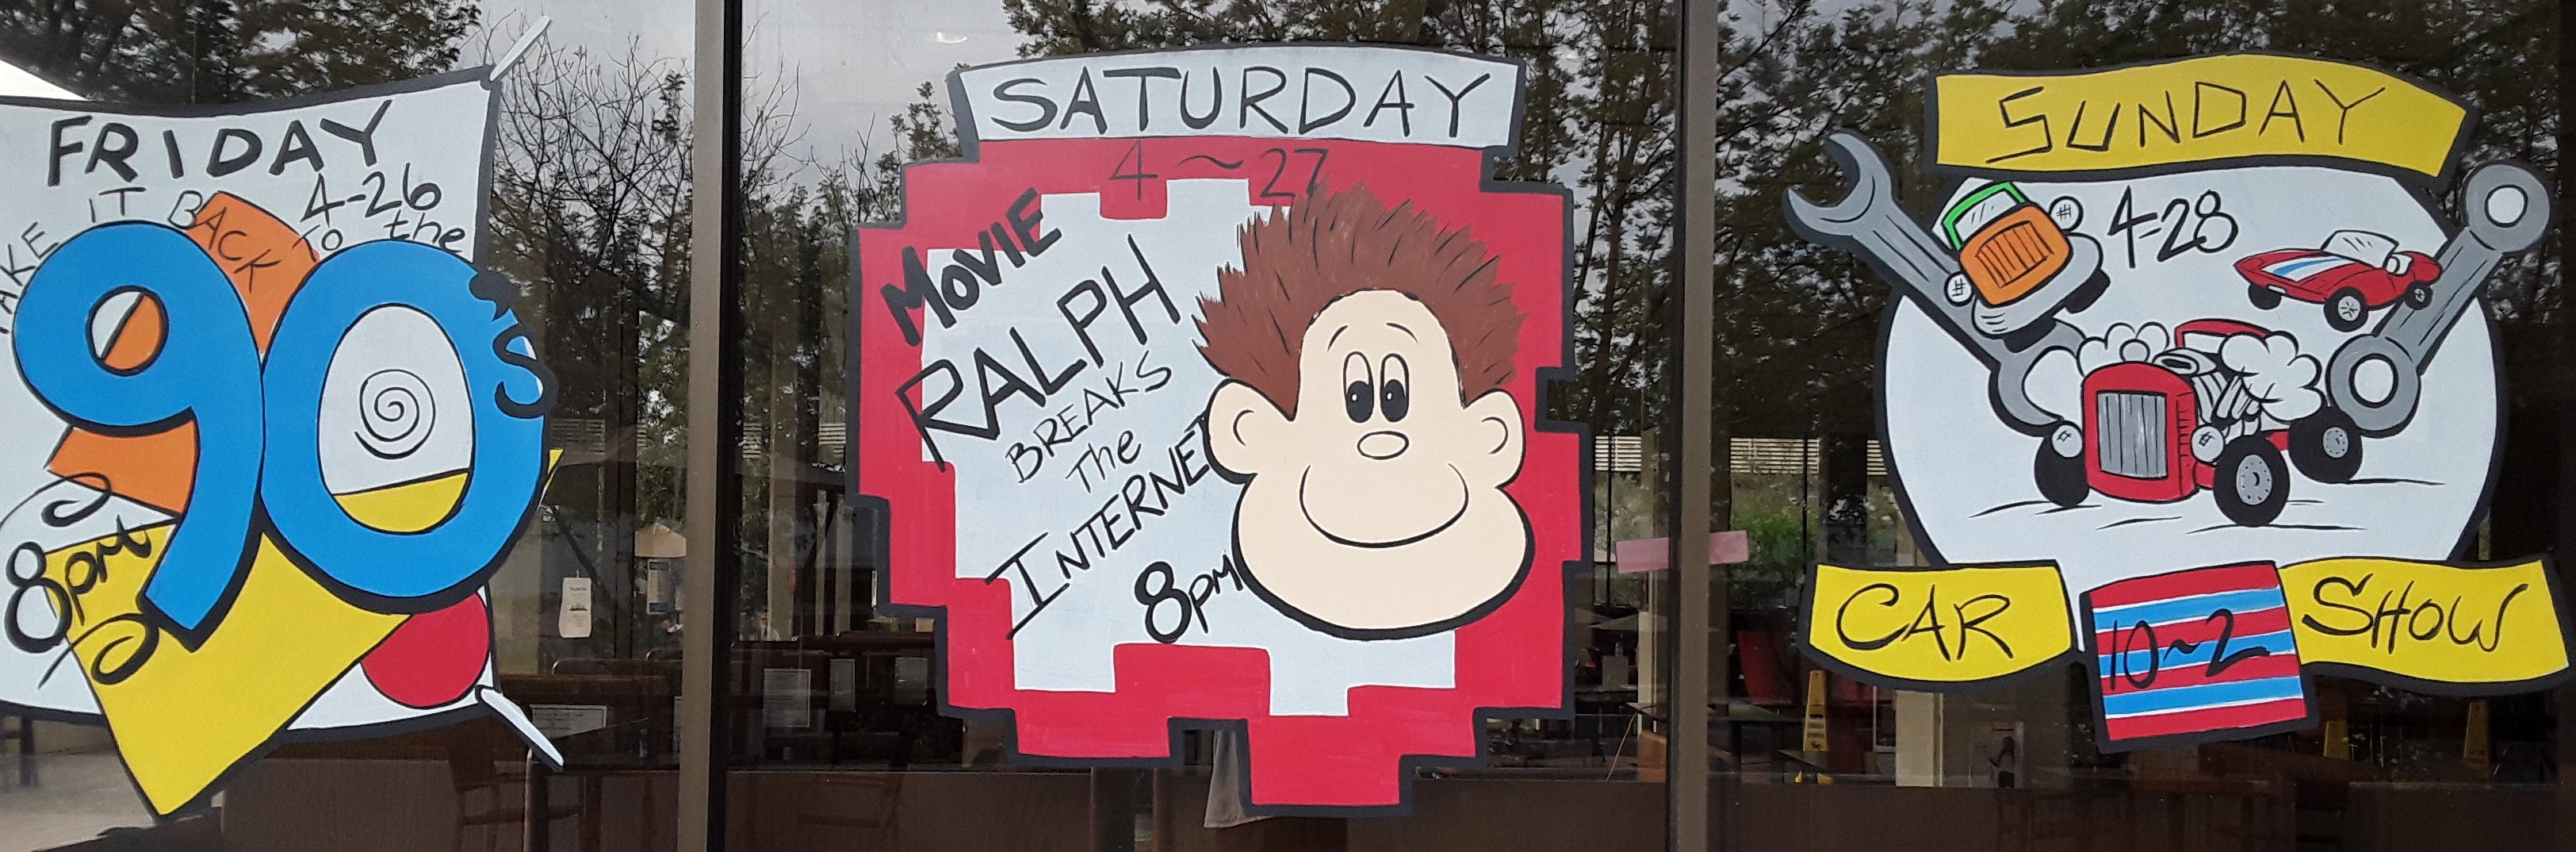 FRIDAY
4-26
IT BACK TO the
90's
8pm
SATURDAY
4~27
MOVIE
RALPH
BREAKS
The
INTERNET
8pm
SUNDAY
4-28
CAR 10~2 SHOW